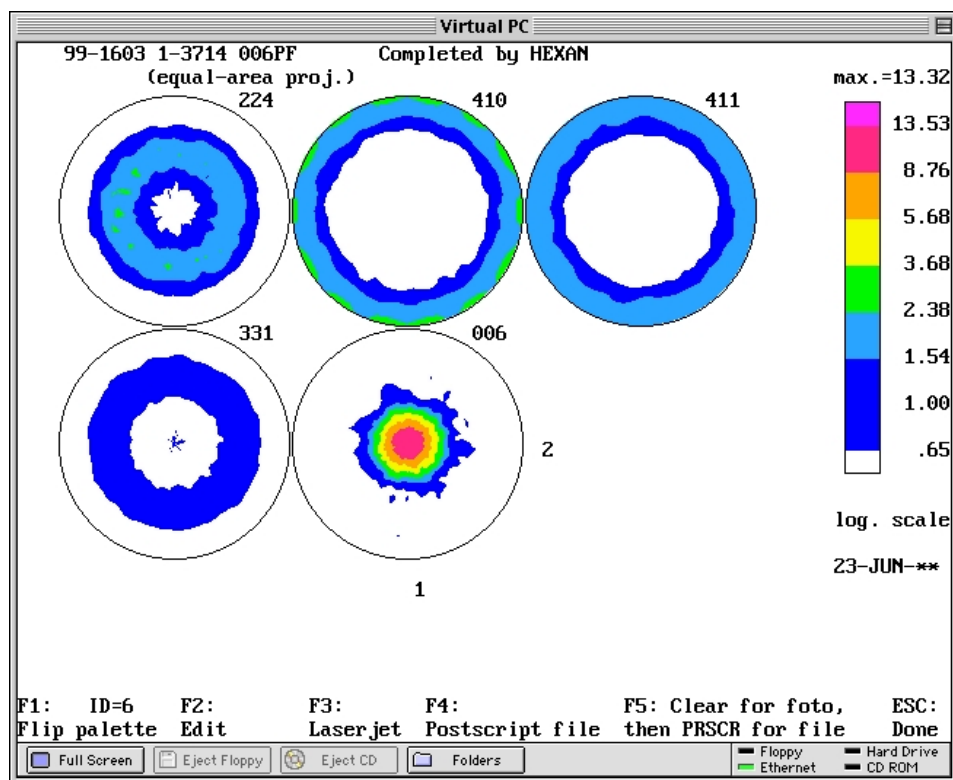 Virtual PC
99-1603 1-3714 006PF Completed by HEXAN
(equal-area proj.)
max.=13.32
224
410
411
13.53
8.76
5.68
3.68
2.38
1.54
1.00
.65
331
006
2
1
log. scale
23-JUN-**
F1: ID=6 F2: F3: F4: F5: Clear for foto, ESC:
Flip palette Edit Laserjet Postscript file then PRSCR for file Done
Full Screen Eject Floppy Eject CD Folders Floppy Hard Drive
Ethernet CD ROM